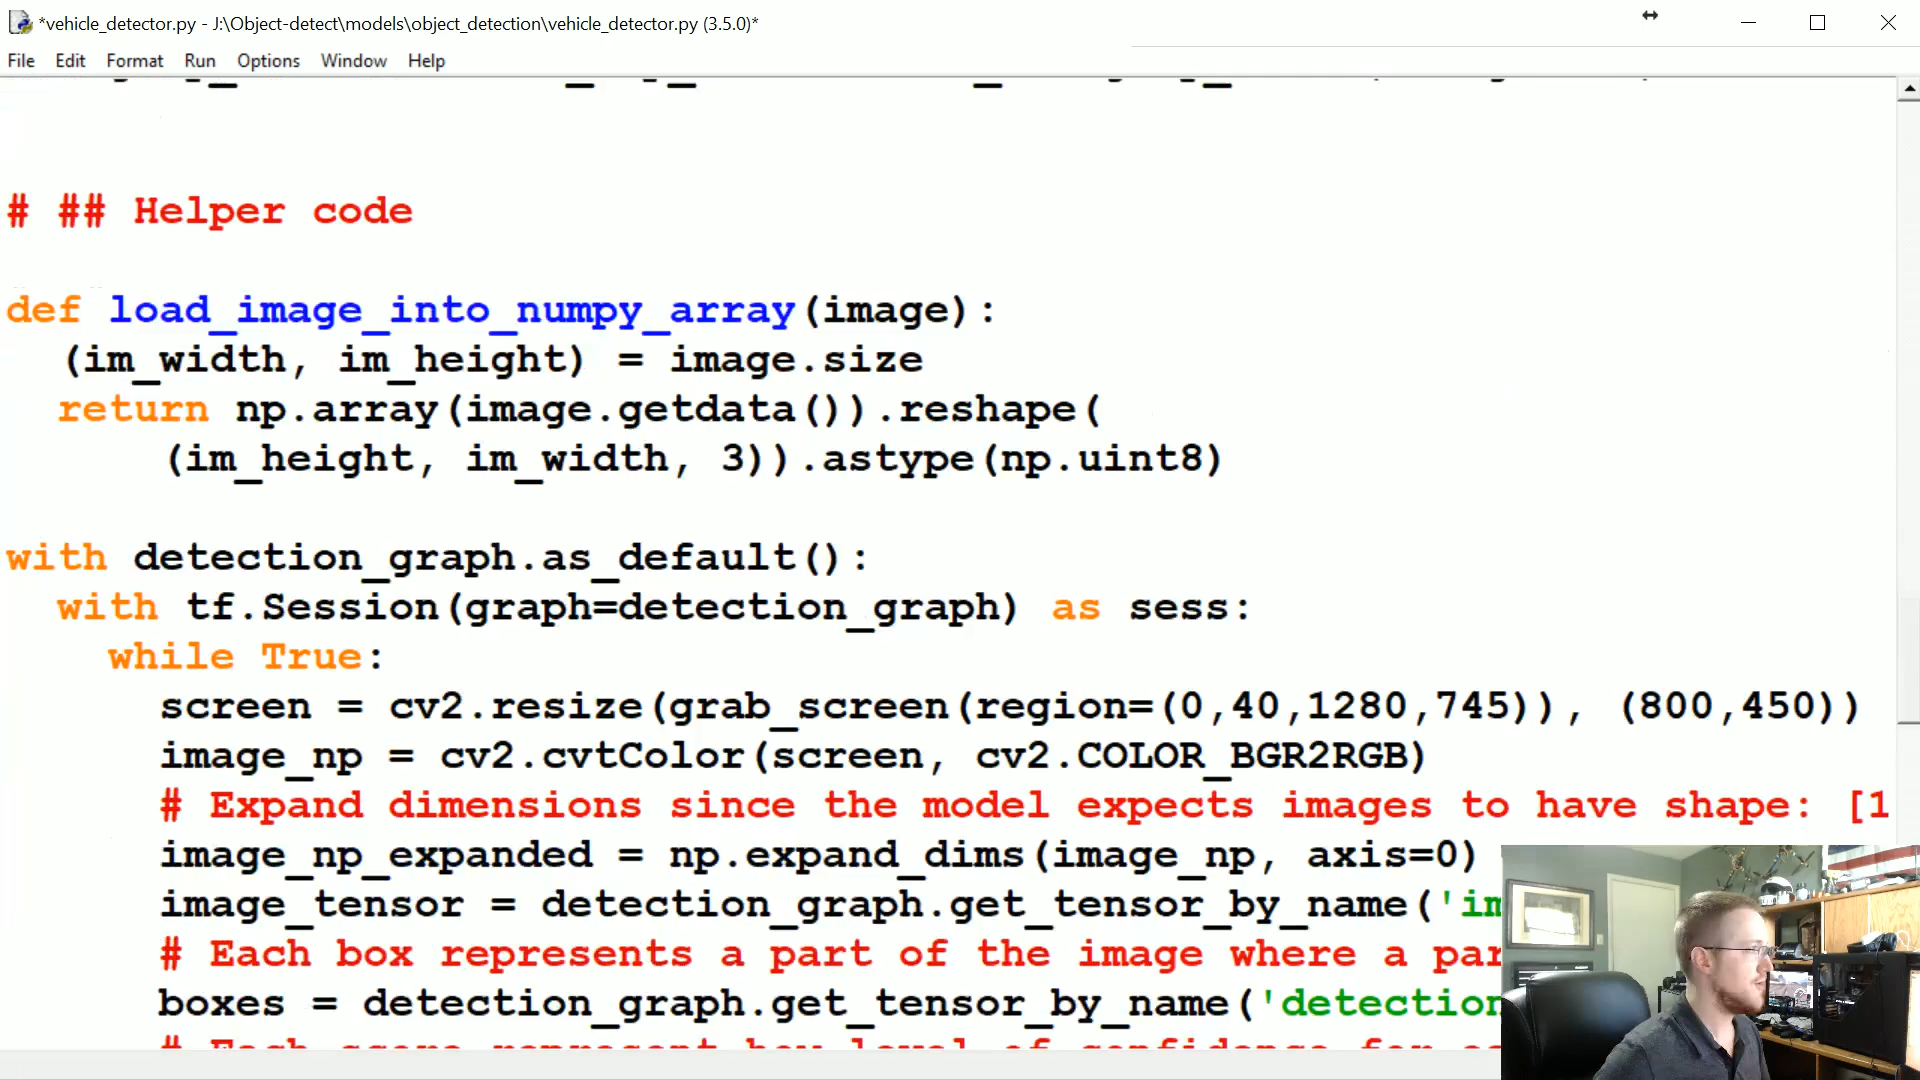 *vehicle_detector.py - J:\Object-detect\models\object_detection\vehicle_detector.py (3.5.0)*
File Edit Format Run Options Window Help
# ## Helper code
def load_image_into_numpy_array(image):
(im_width, im_height) = image.size
return np.array(image.getdata()).reshape(
(im_height, im_width, 3)).astype(np.uint8)
with detection_graph.as_default():
with tf.Session(graph=detection_graph) as sess:
while True:
screen = cv2.resize(grab_screen(region=(0,40,1280,745)), (800,450))
image_np = cv2.cvtColor(screen, cv2.COLOR_BGR2RGB)
# Expand dimensions since the model expects images to have shape: [1
image_np_expanded = np.expand_dims(image_np, axis=0)
image_tensor = detection_graph.get_tensor_by_name('im
# Each box represents a part of the image where a par
boxes = detection_graph.get_tensor_by_name('detection